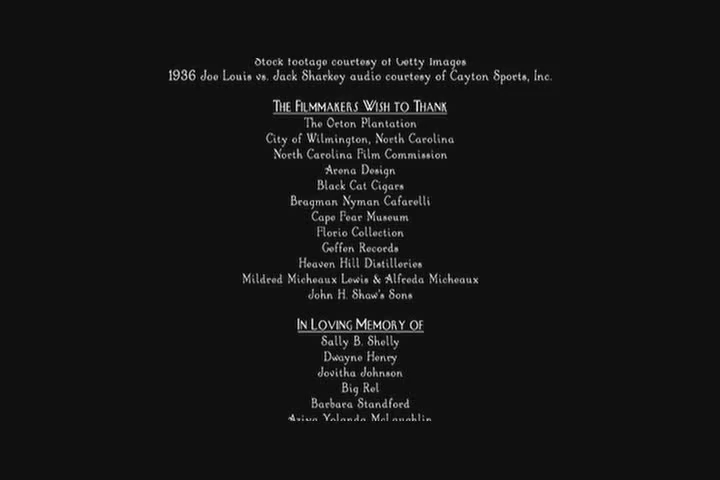 Stock footage courtesy of Getty Images
1936 Joe Louis vs. Jack Sharkey audio courtesy of Cayton Sports, Inc.
THE FILMMAKERS WISH TO THANK
The Orton Plantation
City of Wilmington, North Carolina
North Carolina Film Commission
Arena Design
Black Cat Cigars
Bragman Nyman Cafarelli
Cape Fear Museum
Florio Collection
Geffen Records
Heaven Hill Distilleries
Mildred Micheaux Lewis & Alfreda Micheaux
John H. Shaw's Sons
IN LOVING MEMORY OF
Sally B. Shelly
Dwayne Henry
Jovitha Johnson
Big Rel
Barbara Standford
Yolanda McLaughlin